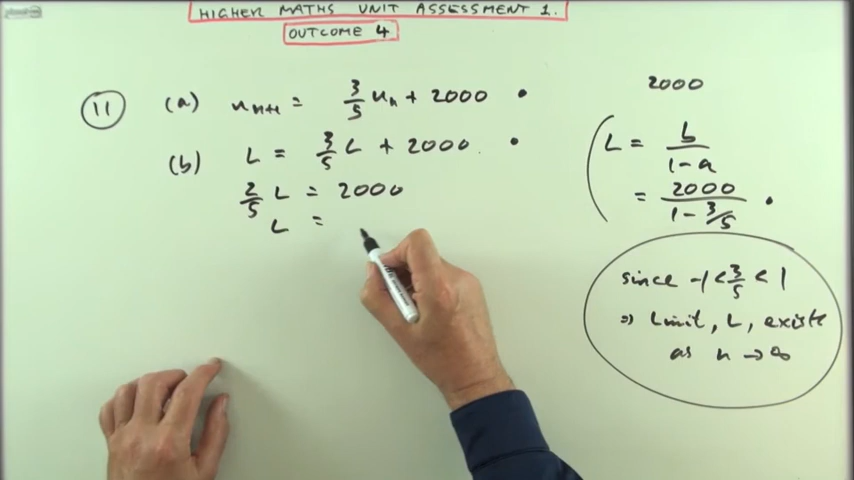 HIGHER MATHS UNIT ASSESSMENT 1.
OUTCOME 4
11 (a) uₙ₊₁ = 3/5 uₙ + 2000 •
(b) L = 3/5 L + 2000. •
2/5 L = 2000
L =
2000
L = b/1-a
= 2000/1-3/5 •
since -1<3/5<1
⇒ Limit, L, exists
as n → ∞